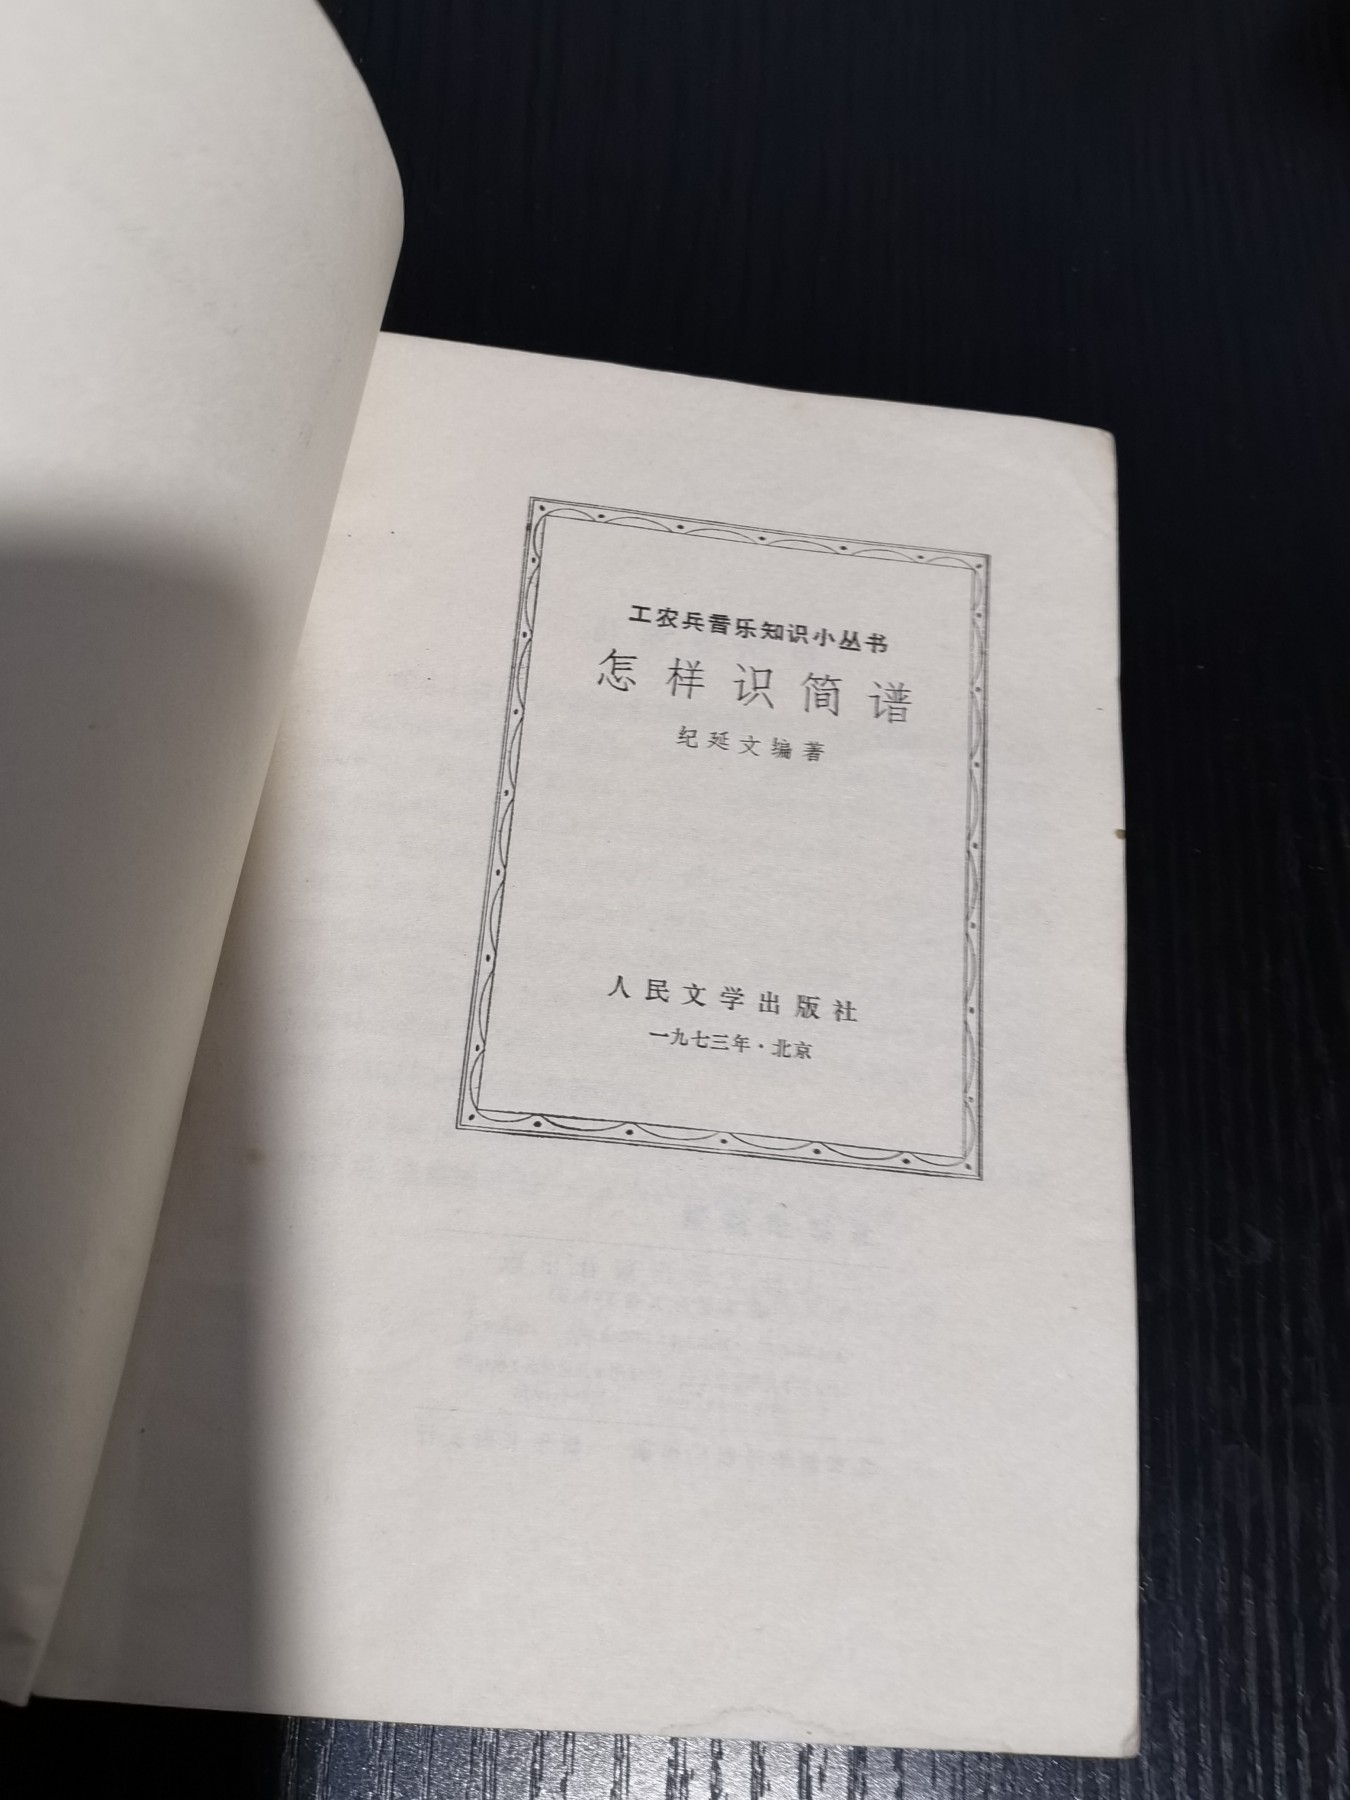 工农兵音乐知识小丛书
怎样识简谱
纪延文编著
人民文学出版社
一九七三年·北京